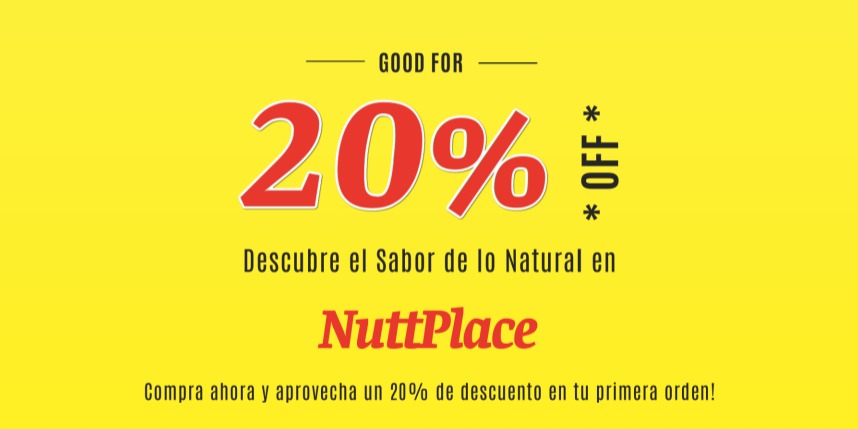 GOOD FOR
20%
* OFF *
Descubre el Sabor de lo Natural en
NuttPlace
Compra ahora y aprovecha un 20% de descuento en tu primera orden!